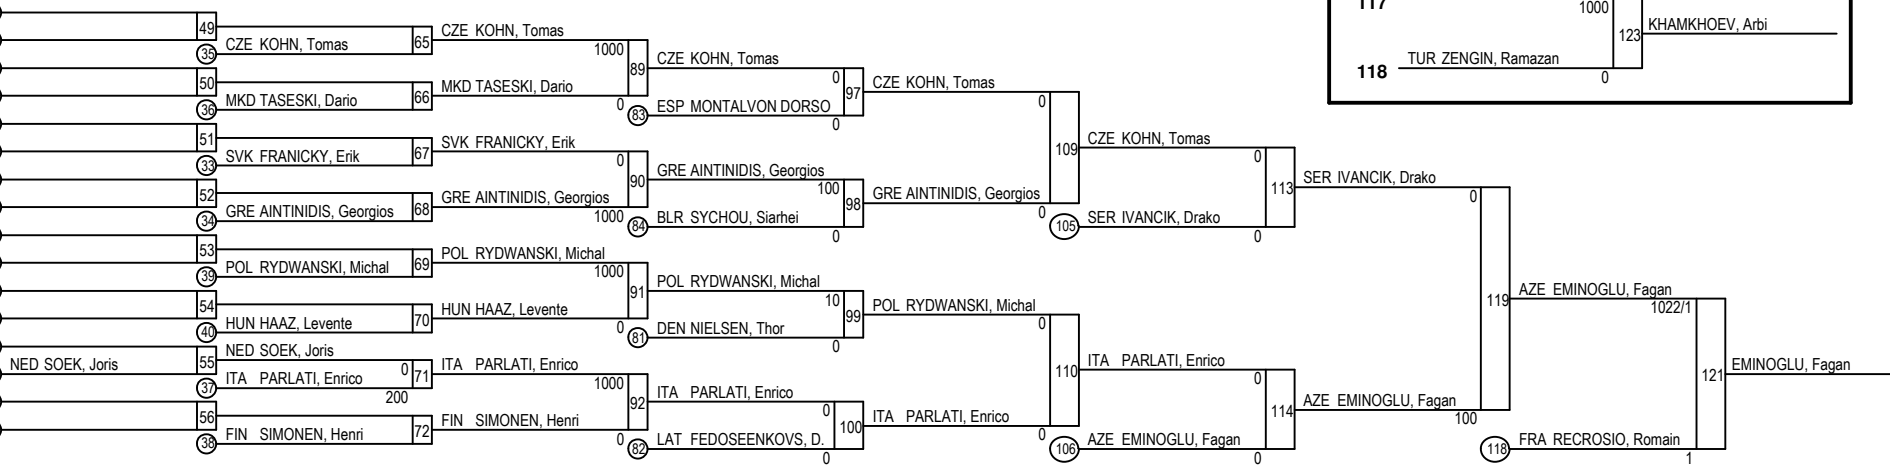 117
1000
123
KHAMKHOEV, Arbi
118
TUR ZENGIN, Ramazan
0
49
35
CZE KOHN, Tomas
65
CZE KOHN, Tomas
1000
89
CZE KOHN, Tomas
0
97
CZE KOHN, Tomas
0
50
36
MKD TASESKI, Dario
66
MKD TASESKI, Dario
0
83
ESP MONTALVON DORSO
0
51
33
SVK FRANICKY, Erik
67
SVK FRANICKY, Erik
0
90
109
CZE KOHN, Tomas
0
GRE AINTINIDIS, Georgios
100
98
GRE AINTINIDIS, Georgios
0
113
SER IVANCIK, Drako
0
52
34
GRE AINTINIDIS, Georgios
68
GRE AINTINIDIS, Georgios
1000
84
BLR SYCHOU, Siarhei
0
105
SER IVANCIK, Drako
0
53
39
POL RYDWANSKI, Michal
69
POL RYDWANSKI, Michal
1000
91
POL RYDWANSKI, Michal
10
99
POL RYDWANSKI, Michal
0
119
AZE EMINOGLU, Fagan
1022/1
54
40
HUN HAAZ, Levente
70
HUN HAAZ, Levente
0
81
DEN NIELSEN, Thor
0
NED SOEK, Joris
55
NED SOEK, Joris
0
37
ITA PARLATI, Enrico
200
71
ITA PARLATI, Enrico
1000
92
110
ITA PARLATI, Enrico
0
121
EMINOGLU, Fagan
ITA PARLATI, Enrico
0
100
ITA PARLATI, Enrico
0
114
AZE EMINOGLU, Fagan
100
56
38
FIN SIMONEN, Henri
72
FIN SIMONEN, Henri
0
82
LAT FEDOSEENKOVS, D.
0
106
AZE EMINOGLU, Fagan
0
118
FRA RECROSIO, Romain
1